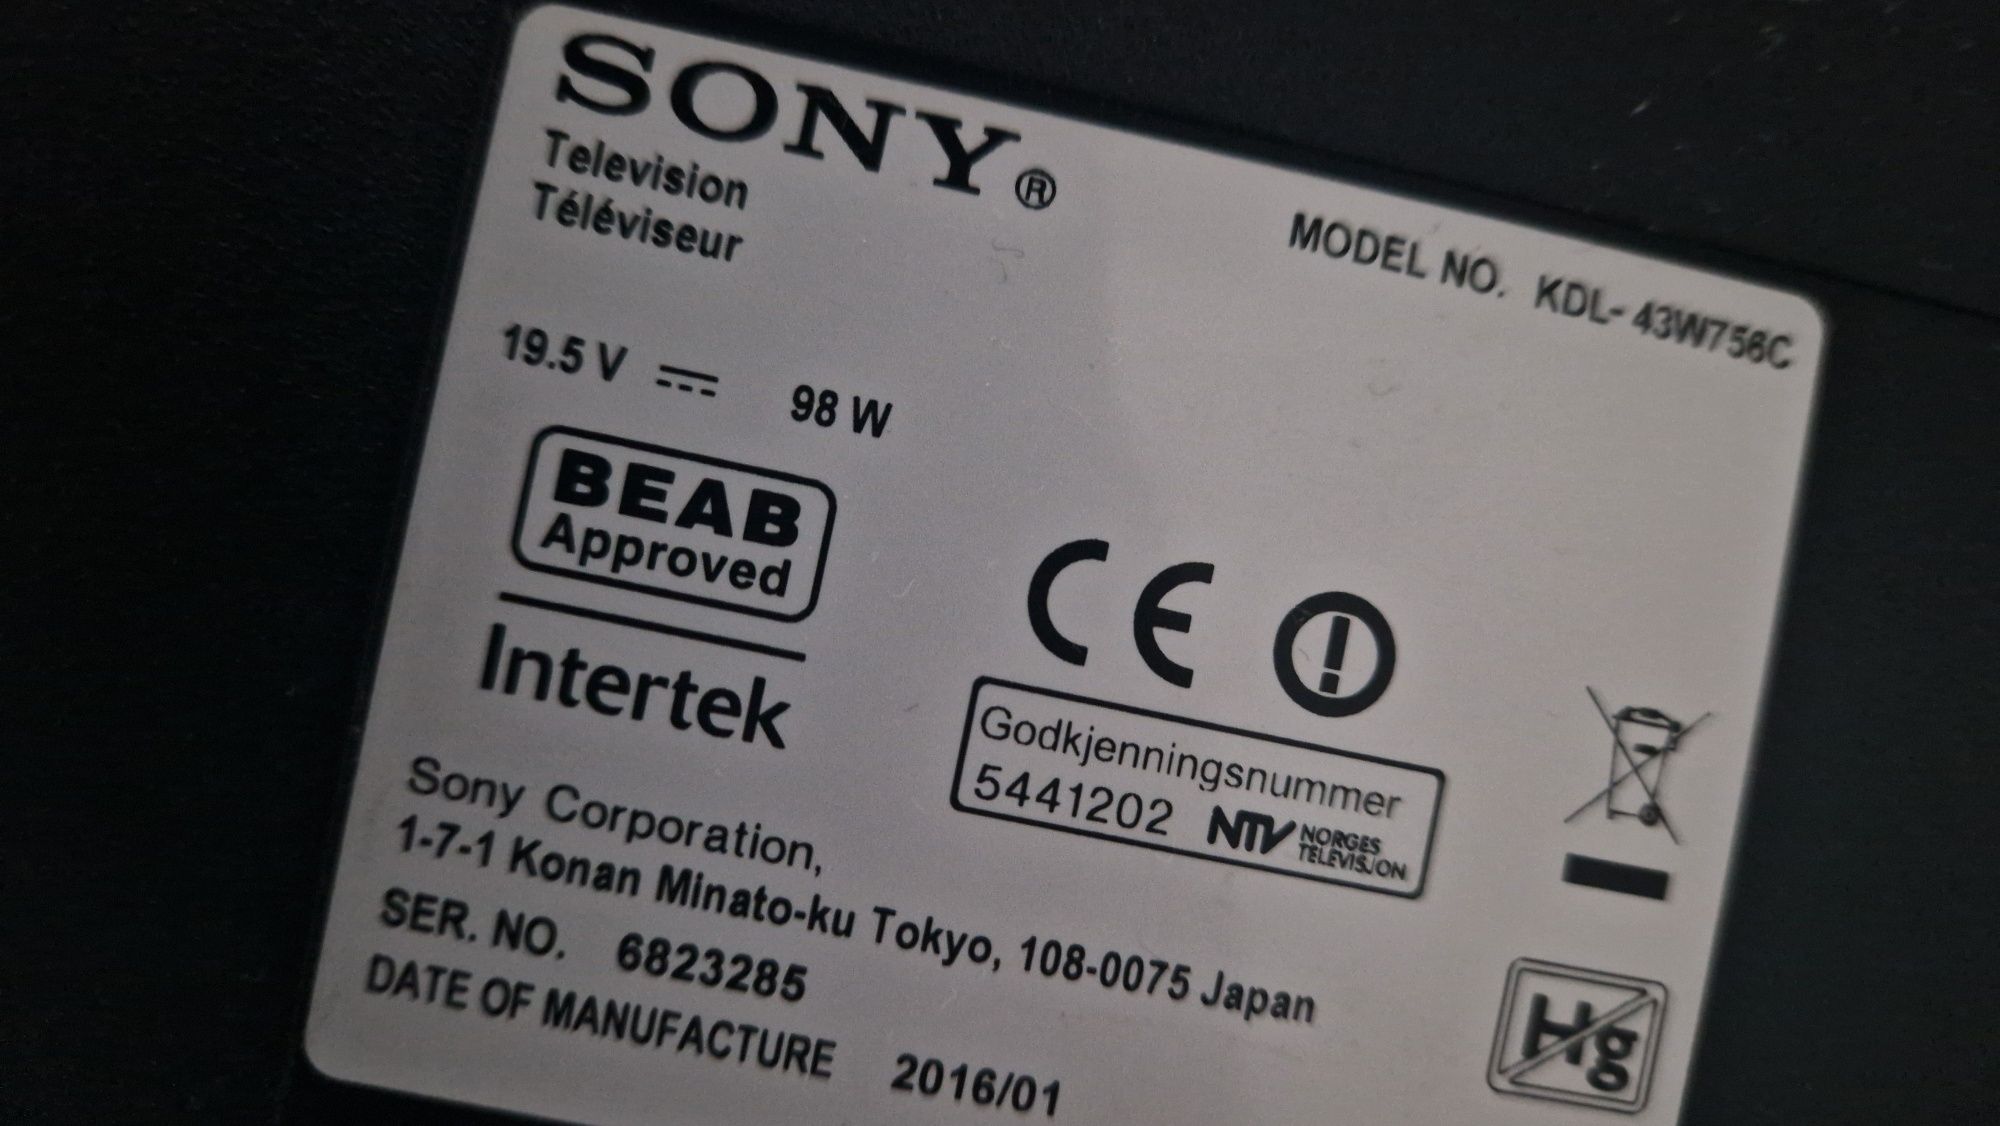 SONY®
Television
Téléviseur
MODEL NO. KDL-43W756C
19.5 V ⎓ 98 W
BEAB
Approved
Intertek
CE
Godkjenningsnummer
5441202 NTV NORGES
TELEVISJON
Sony Corporation,
1-7-1 Konan Minato-ku Tokyo, 108-0075 Japan
SER. NO. 6823285
DATE OF MANUFACTURE 2016/01
Hg